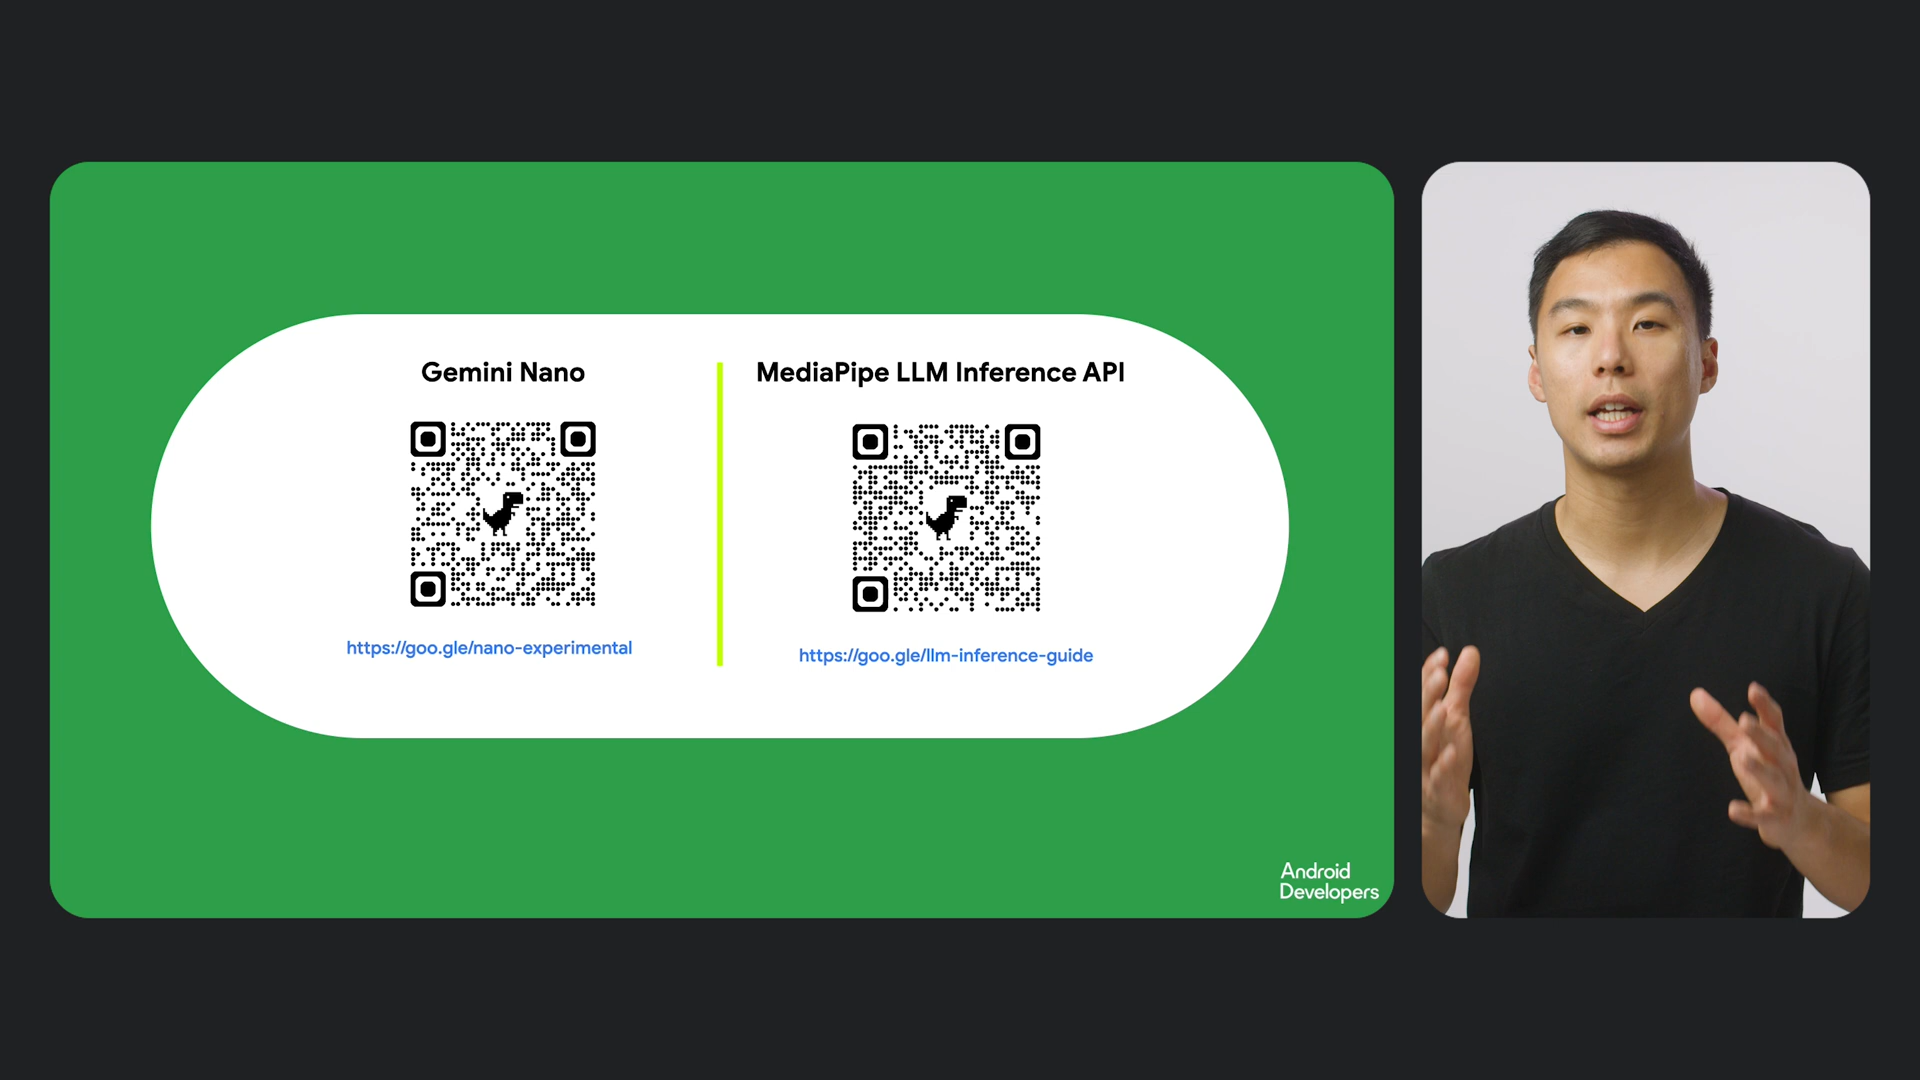 Gemini Nano
https://goo.gle/nano-experimental
MediaPipe LLM Inference API
https://goo.gle/llm-inference-guide
Android
Developers